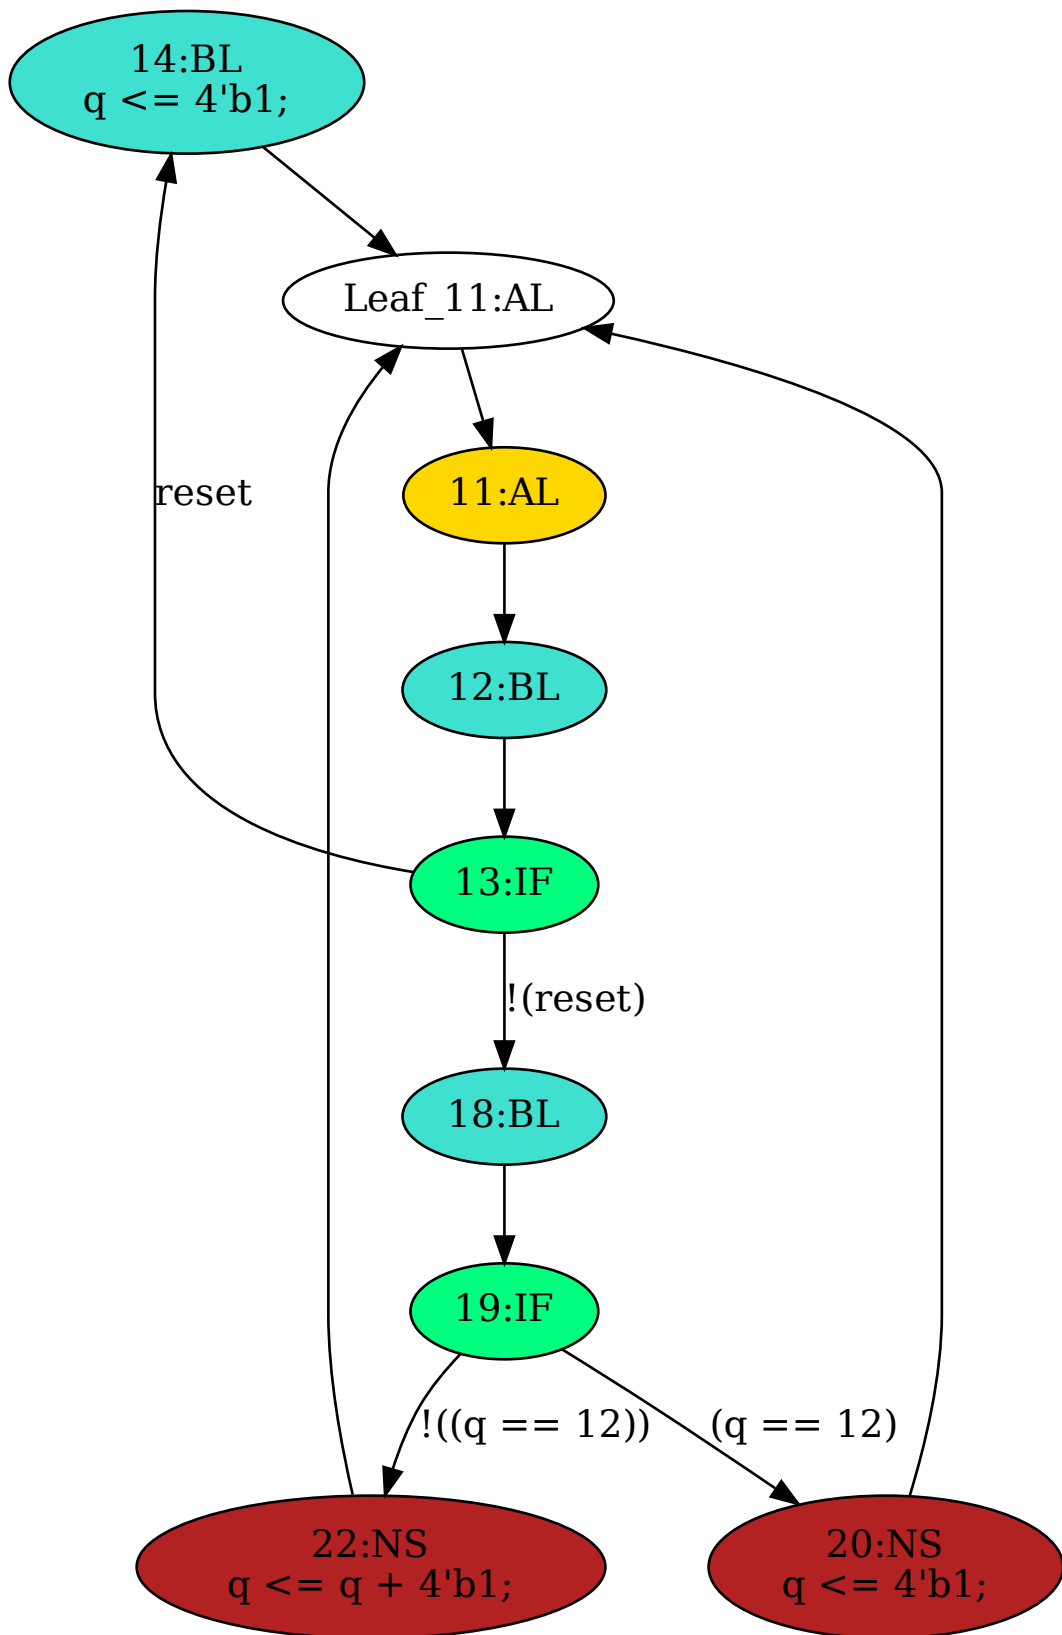 14:BL
q <= 4'b1;
Leaf_11:AL
reset
11:AL
12:BL
13:IF
!(reset)
18:BL
19:IF
!((q == 12))
(q == 12)
22:NS
q <= q + 4'b1;
20:NS
q <= 4'b1;